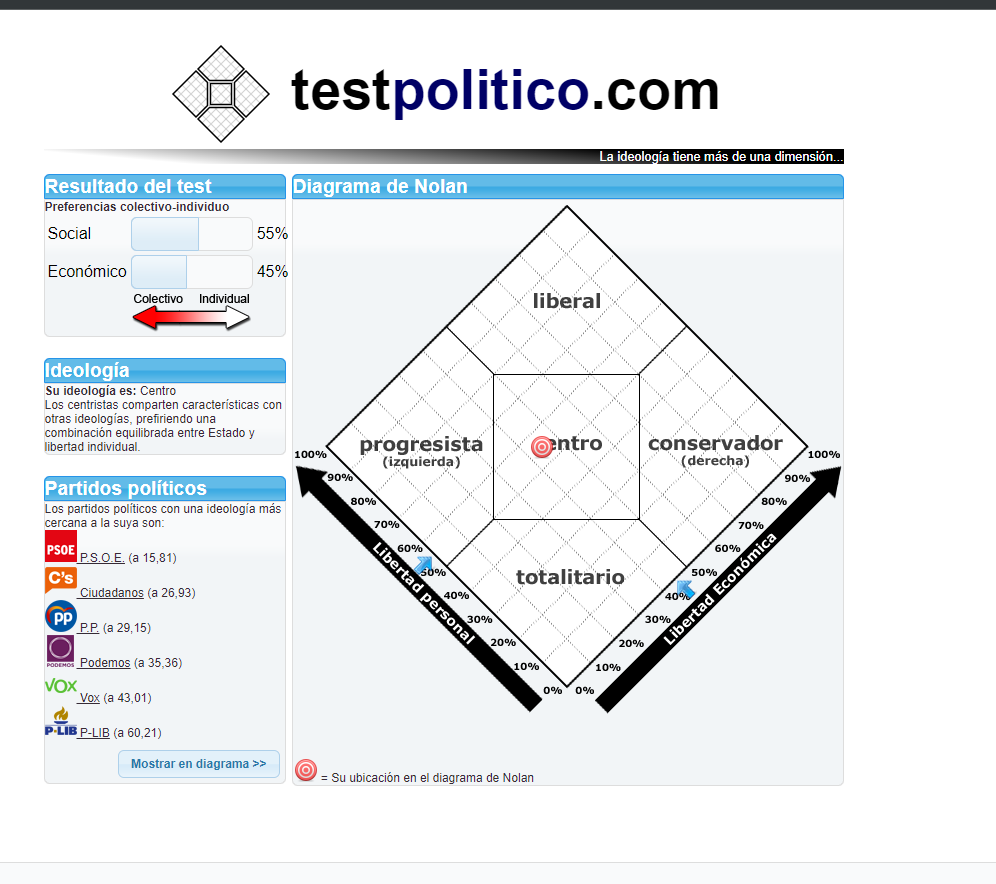 testpolitico.com
La ideología tiene más de una dimensión...
Resultado del test
Preferencias colectivo-individuo
Social 55%
Económico 45%
Colectivo Individual
Ideología
Su ideología es: Centro
Los centristas comparten características con
otras ideologías, prefiriendo una
combinación equilibrada entre Estado y
libertad individual.
Partidos políticos
Los partidos políticos con una ideología más
cercana a la suya son:
PSOE P.S.O.E. (a 15,81)
C's Ciudadanos (a 26,93)
PP P.P. (a 29,15)
PODEMOS Podemos (a 35,36)
VOX Vox (a 43,01)
P-LIB P-LIB (a 60,21)
Mostrar en diagrama >>
Diagrama de Nolan
liberal
progresista
(izquierda)
entro
conservador
(derecha)
totalitario
100%
90%
80%
70%
60%
50%
40%
30%
20%
10%
0%
Libertad personal
100%
90%
80%
70%
60%
50%
40%
30%
20%
10%
0%
Libertad Económica
= Su ubicación en el diagrama de Nolan